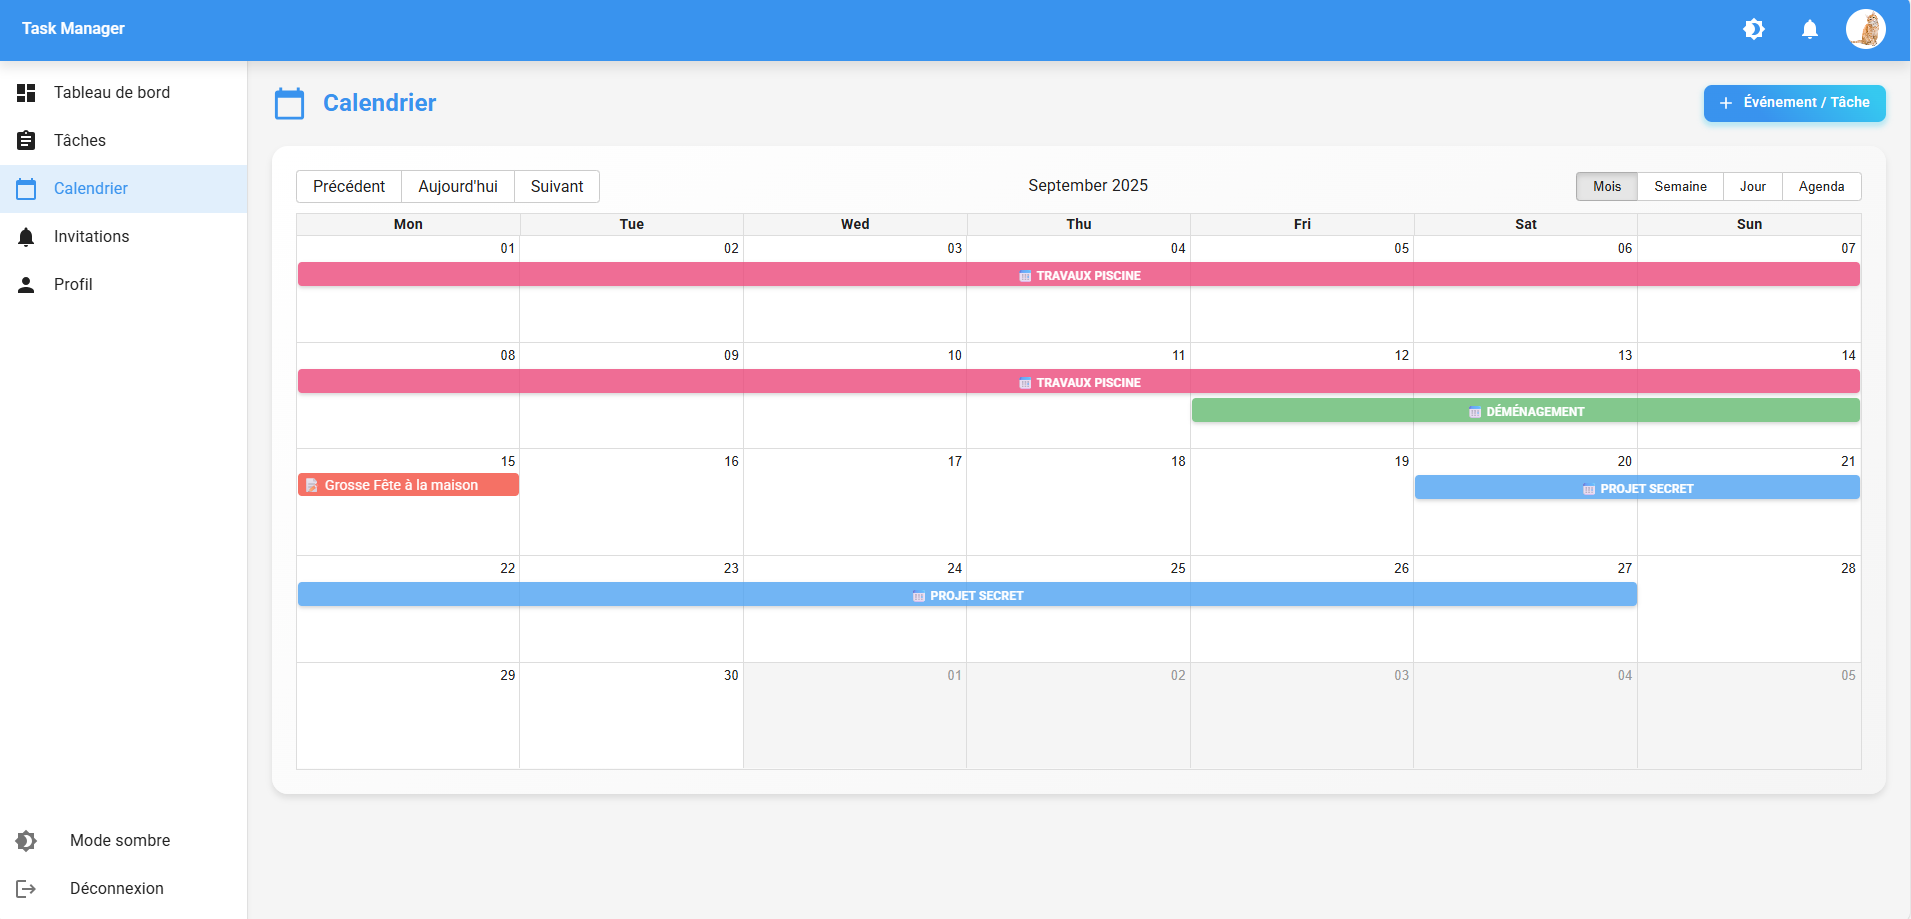 Task Manager
Tableau de bord
Tâches
Calendrier
Invitations
Profil
Mode sombre
Déconnexion
Calendrier
+ Événement / Tâche
Précédent Aujourd'hui Suivant
September 2025
Mois Semaine Jour Agenda
Mon Tue Wed Thu Fri Sat Sun
01 02 03 04 05 06 07
TRAVAUX PISCINE
08 09 10 11 12 13 14
TRAVAUX PISCINE
DÉMÉNAGEMENT
15 16 17 18 19 20 21
Grosse Fête à la maison
PROJET SECRET
22 23 24 25 26 27 28
PROJET SECRET
29 30 01 02 03 04 05